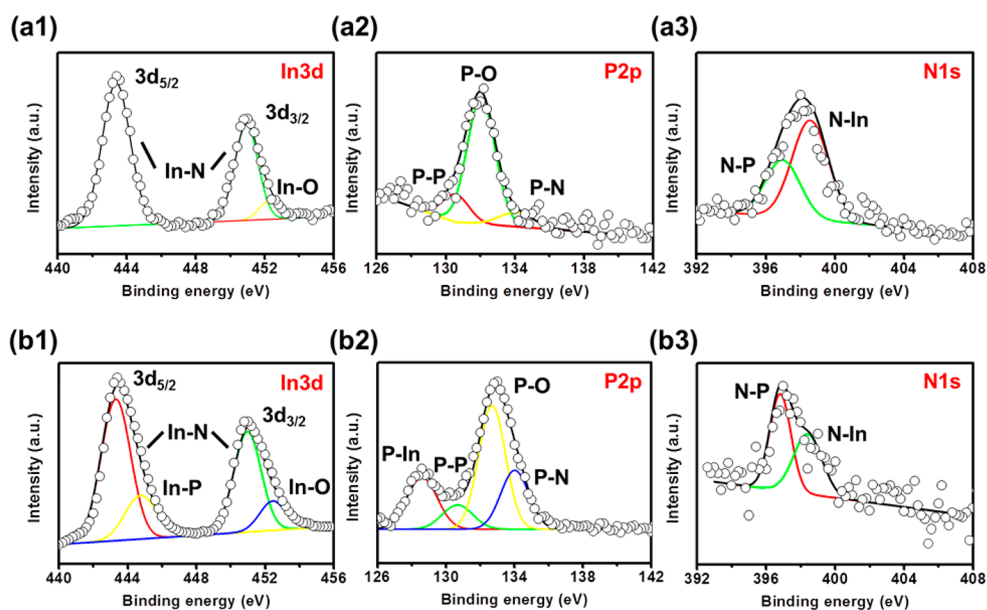 (a1)
In3d
3d5/2
3d3/2
In-N
In-O
Intensity (a.u.)
440 444 448 452 456
Binding energy (eV)
(a2)
P2p
P-O
P-P
P-N
Intensity (a.u.)
126 130 134 138 142
Binding energy (eV)
(a3)
N1s
N-In
N-P
Intensity (a.u.)
392 396 400 404 408
Binding energy (eV)
(b1)
In3d
3d5/2
3d3/2
In-N
In-P
In-O
Intensity (a.u.)
440 444 448 452 456
Binding energy (eV)
(b2)
P2p
P-O
P-In
P-P
P-N
Intensity (a.u.)
126 130 134 138 142
Binding energy (eV)
(b3)
N1s
N-P
N-In
Intensity (a.u.)
392 396 400 404 408
Binding energy (eV)